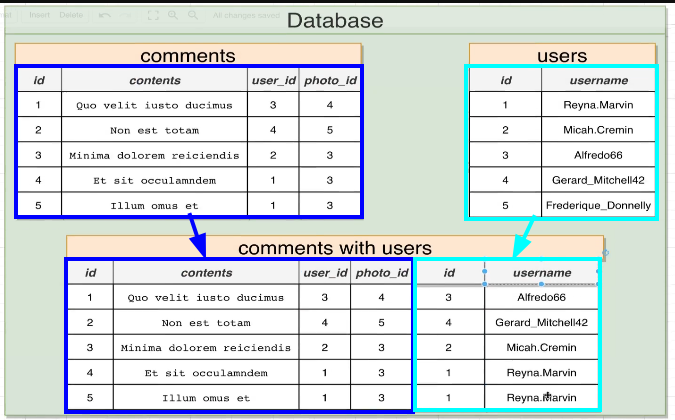 Insert Delete All changes saved
Database
comments
id contents user_id photo_id
1 Quo velit iusto ducimus 3 4
2 Non est totam 4 5
3 Minima dolorem reiciendis 2 3
4 Et sit occulamndem 1 3
5 Illum omus et 1 3
users
id username
1 Reyna.Marvin
2 Micah.Cremin
3 Alfredo66
4 Gerard_Mitchell42
5 Frederique_Donnelly
comments with users
id contents user_id photo_id id username
1 Quo velit iusto ducimus 3 4 3 Alfredo66
2 Non est totam 4 5 4 Gerard_Mitchell42
3 Minima dolorem reiciendis 2 3 2 Micah.Cremin
4 Et sit occulamndem 1 3 1 Reyna.Marvin
5 Illum omus et 1 3 1 Reyna.Marvin